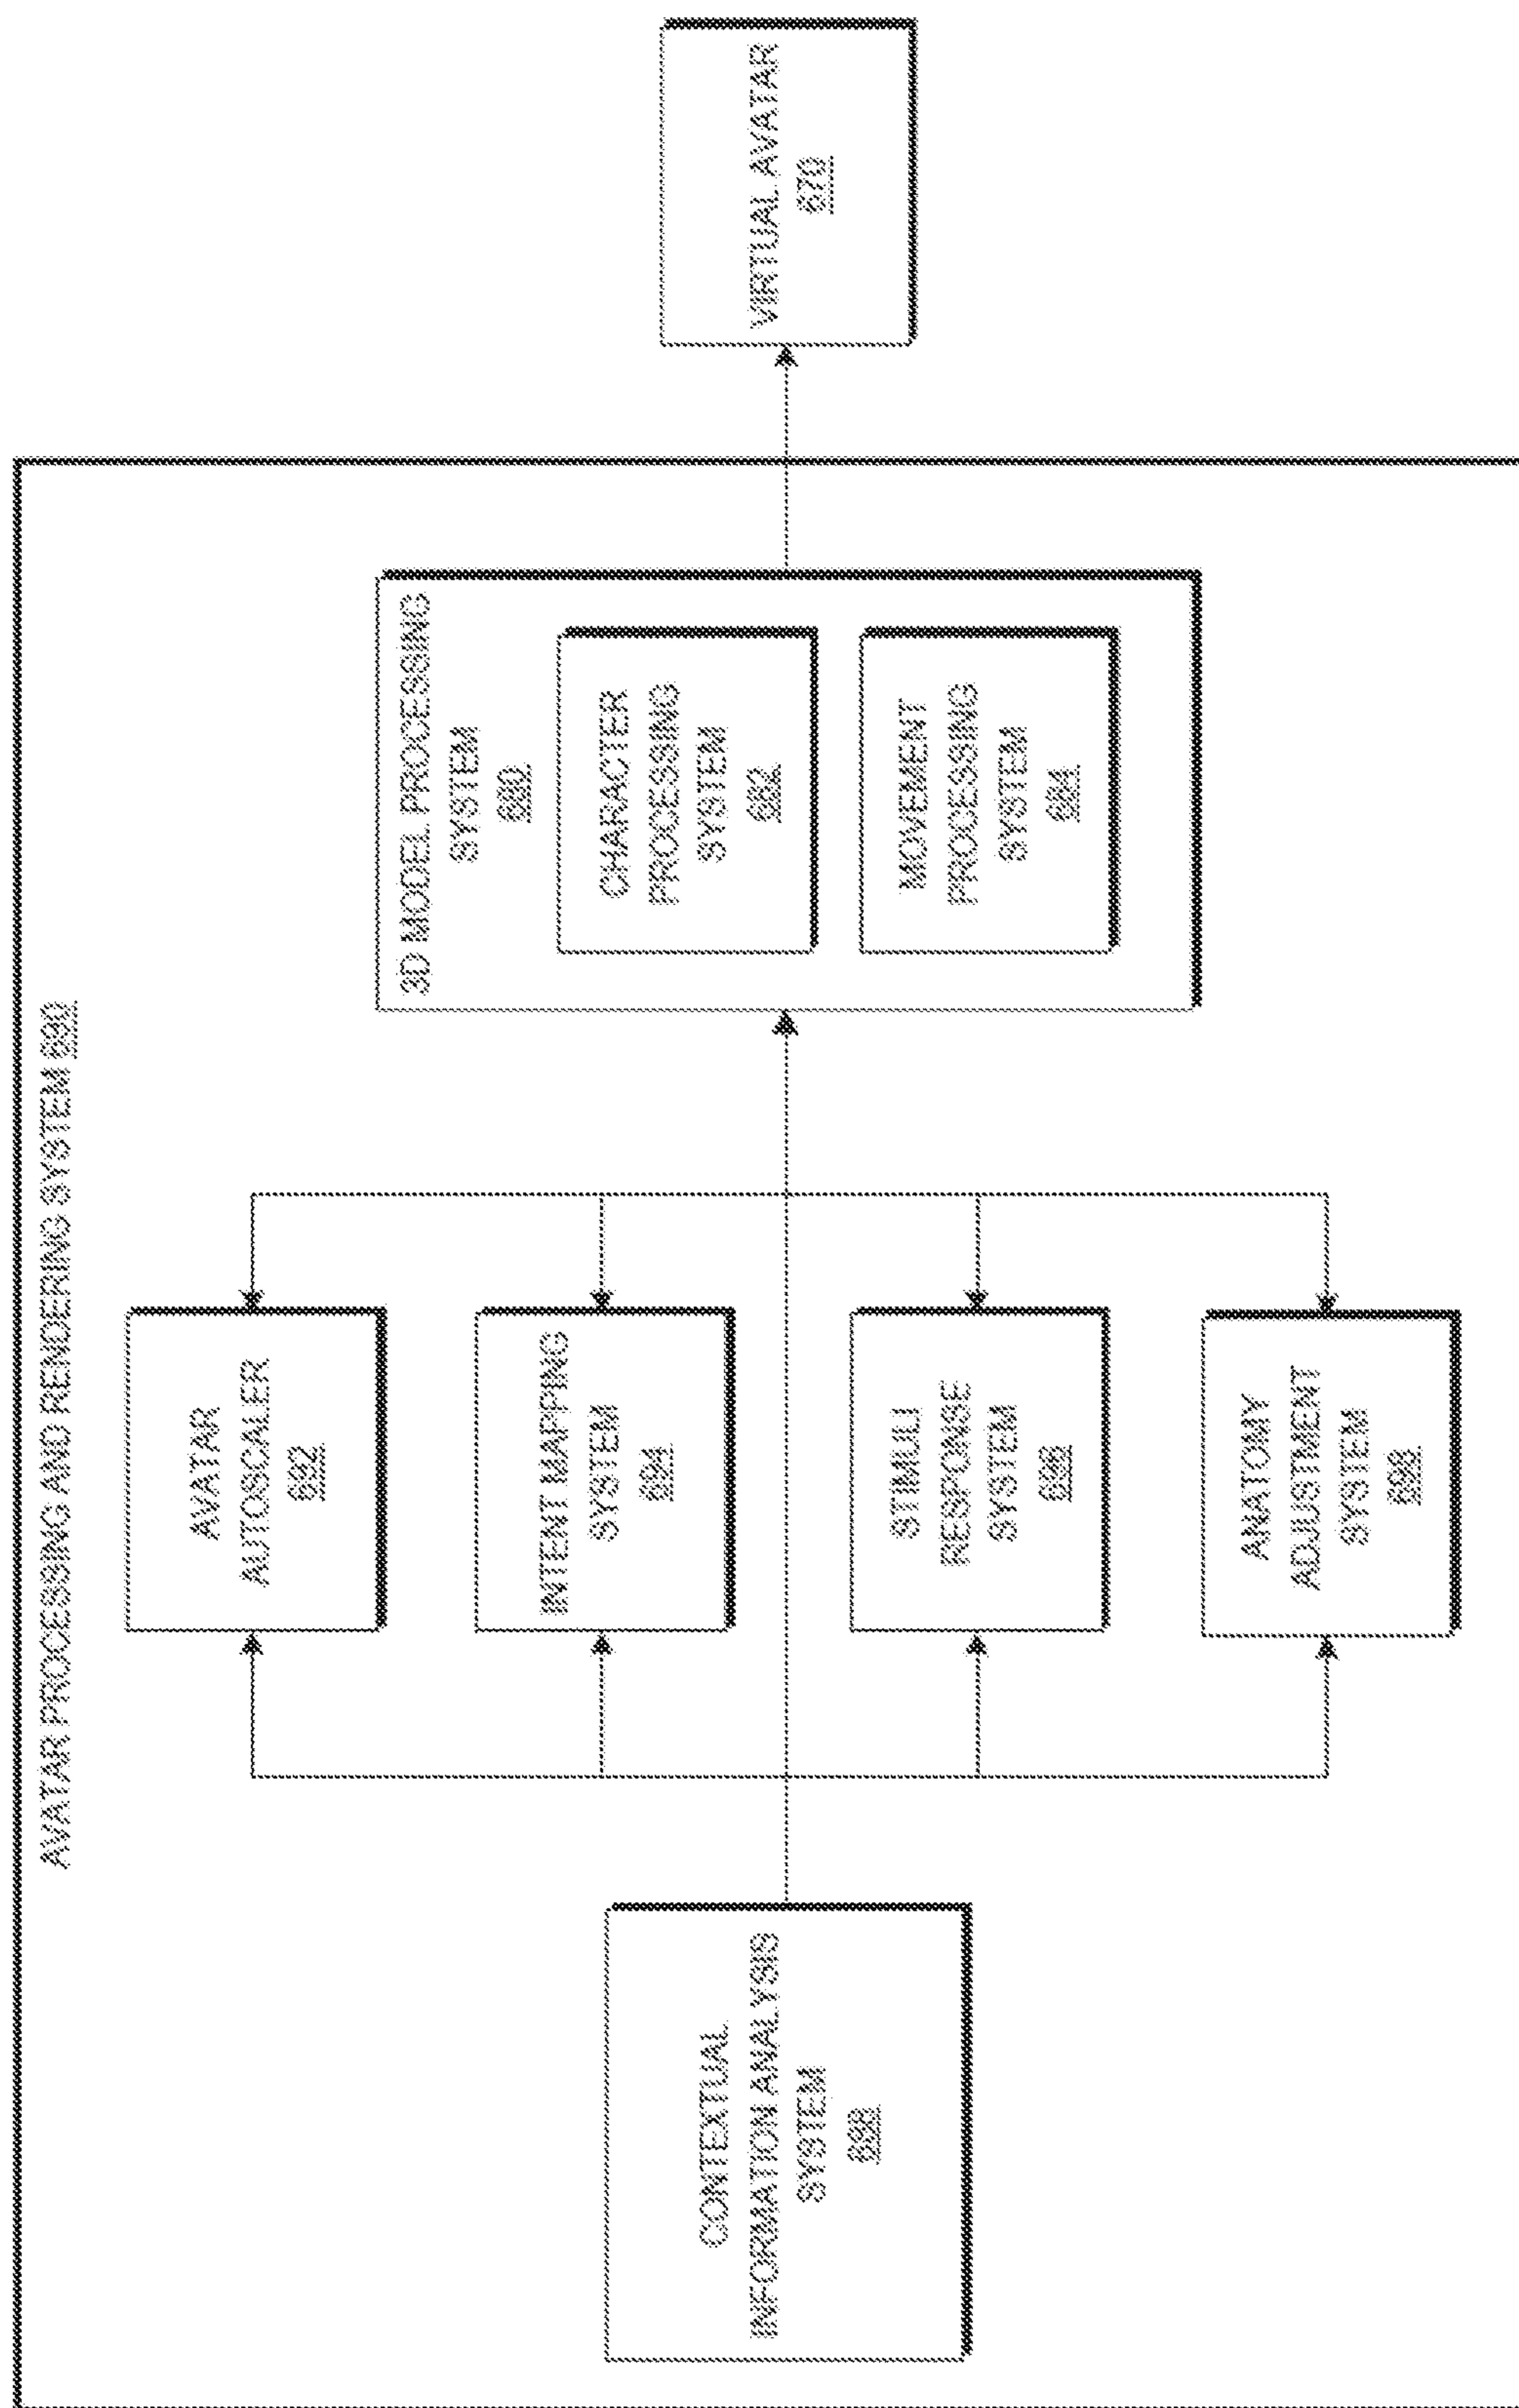 AVATAR PROCESSING AND RENDERING SYSTEM 690
CONTEXTUAL
INFORMATION ANALYSIS
SYSTEM
688
AVATAR
AUTOSCALER
692
INTENT MAPPING
SYSTEM
694
STIMULI
RESPONSE
SYSTEM
696
ANATOMY
ADJUSTMENT
SYSTEM
698
3D MODEL PROCESSING
SYSTEM
680
CHARACTER
PROCESSING
SYSTEM
682
MOVEMENT
PROCESSING
SYSTEM
684
VIRTUAL AVATAR
670